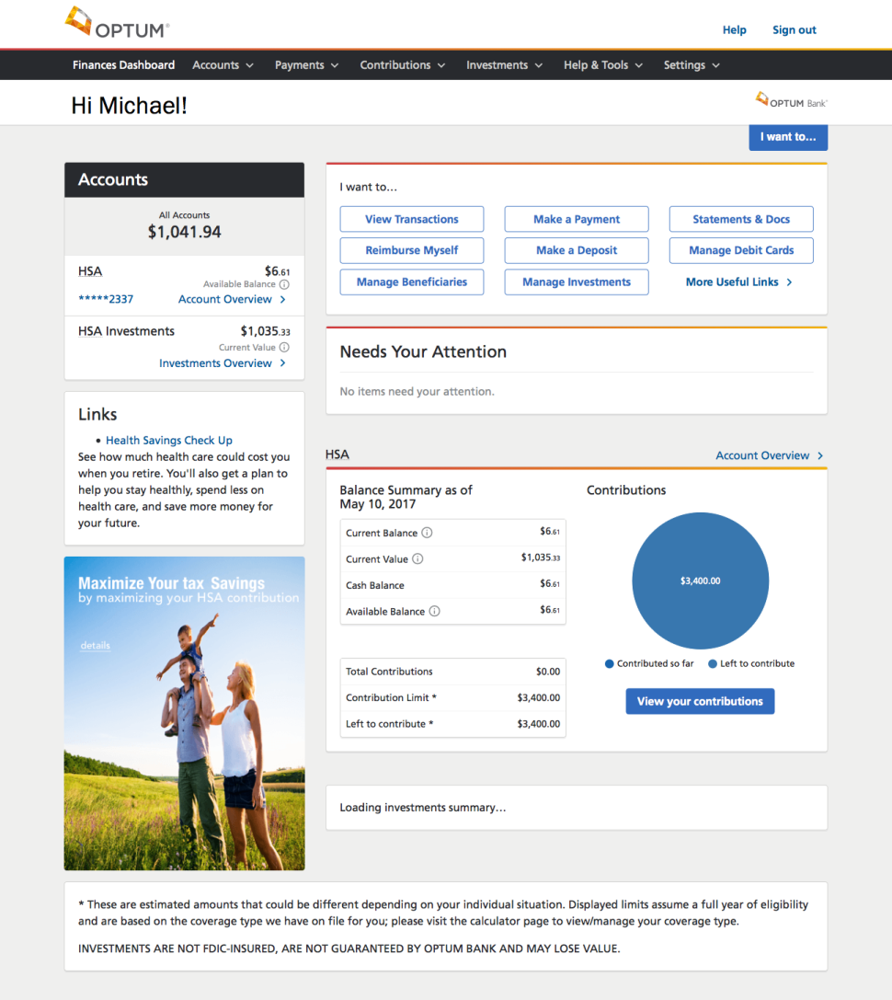 OPTUM®
Help Sign out
Finances Dashboard Accounts Payments Contributions Investments Help & Tools Settings
Hi Michael!
OPTUM Bank®
I want to...
Accounts
All Accounts
$1,041.94
HSA $6.61
Available Balance
*****2337 Account Overview
HSA Investments $1,035.33
Current Value
Investments Overview
Links
• Health Savings Check Up
See how much health care could cost you
when you retire. You'll also get a plan to
help you stay healthly, spend less on
health care, and save more money for
your future.
Maximize Your tax Savings
by maximizing your HSA contribution
details
I want to...
View Transactions Make a Payment Statements & Docs
Reimburse Myself Make a Deposit Manage Debit Cards
Manage Beneficiaries Manage Investments More Useful Links
Needs Your Attention
No items need your attention.
HSA Account Overview
Balance Summary as of
May 10, 2017
Current Balance $6.61
Current Value $1,035.33
Cash Balance $6.61
Available Balance $6.61
Total Contributions $0.00
Contribution Limit * $3,400.00
Left to contribute * $3,400.00
Contributions
$3,400.00
Contributed so far Left to contribute
View your contributions
Loading investments summary...
* These are estimated amounts that could be different depending on your individual situation. Displayed limits assume a full year of eligibility
and are based on the coverage type we have on file for you; please visit the calculator page to view/manage your coverage type.
INVESTMENTS ARE NOT FDIC-INSURED, ARE NOT GUARANTEED BY OPTUM BANK AND MAY LOSE VALUE.